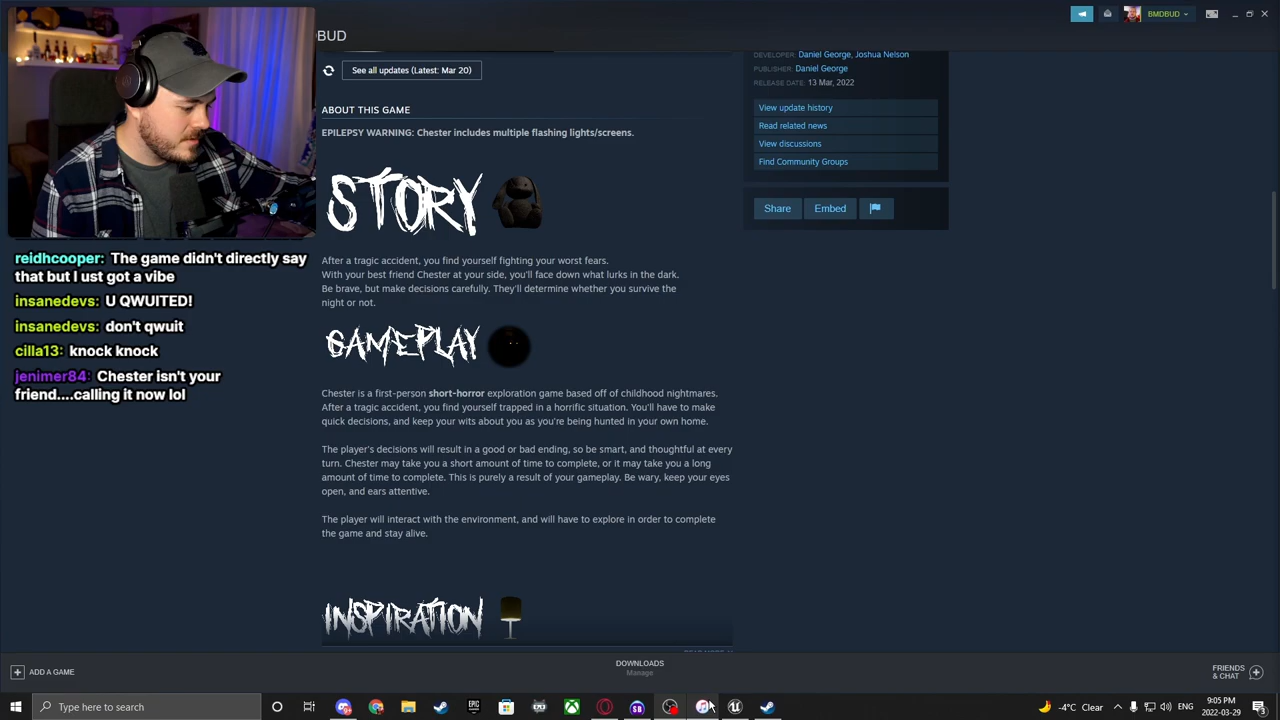 BUD
BMDBUD
See all updates (Latest: Mar 20)
DEVELOPER: Daniel George, Joshua Nelson
PUBLISHER: Daniel George
RELEASE DATE: 13 Mar, 2022
View update history
Read related news
View discussions
Find Community Groups
Share
Embed
ABOUT THIS GAME
EPILEPSY WARNING: Chester includes multiple flashing lights/screens.
STORY
After a tragic accident, you find yourself fighting your worst fears.
With your best friend Chester at your side, you'll face down what lurks in the dark.
Be brave, but make decisions carefully. They'll determine whether you survive the
night or not.
GAMEPLAY
Chester is a first-person short-horror exploration game based off of childhood nightmares.
After a tragic accident, you find yourself trapped in a horrific situation. You'll have to make
quick decisions, and keep your wits about you as you're being hunted in your own home.
The player's decisions will result in a good or bad ending, so be smart, and thoughtful at every
turn. Chester may take you a short amount of time to complete, or it may take you a long
amount of time to complete. This is purely a result of your gameplay. Be wary, keep your eyes
open, and ears attentive.
The player will interact with the environment, and will have to explore in order to complete
the game and stay alive.
INSPIRATION
reidhcooper: The game didn't directly say
that but I ust got a vibe
insanedevs: U QWUITED!
insanedevs: don't qwuit
cilla13: knock knock
jenimer84: Chester isn't your
friend....calling it now lol
ADD A GAME
DOWNLOADS
Manage
FRIENDS
& CHAT
Type here to search
SB
EPIC
-4°C Clear
ENG
9:05 PM
2022-03-29